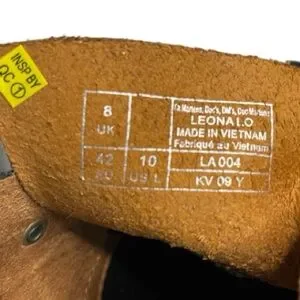 INSP BY
QC 1
8
UK
42
EU
10
US L
Dr. Martens, Doc's, DM's, Doc Martens
LEONA LO
MADE IN VIETNAM
Fabriqué au Vietnam
LA 004
KV 09 Y